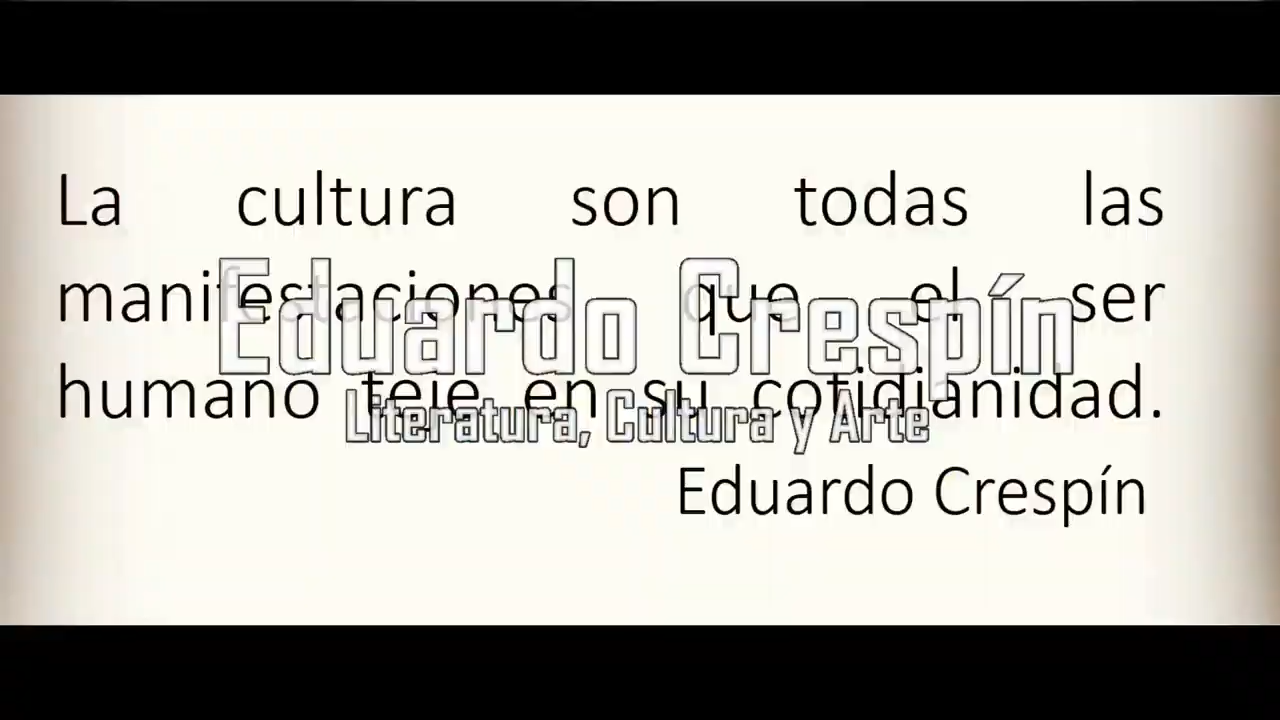 La cultura son todas las
manifestaciones que el ser
Eduardo Crespín
humano teje en su cotidianidad.
Literatura, Cultura y Arte
Eduardo Crespín